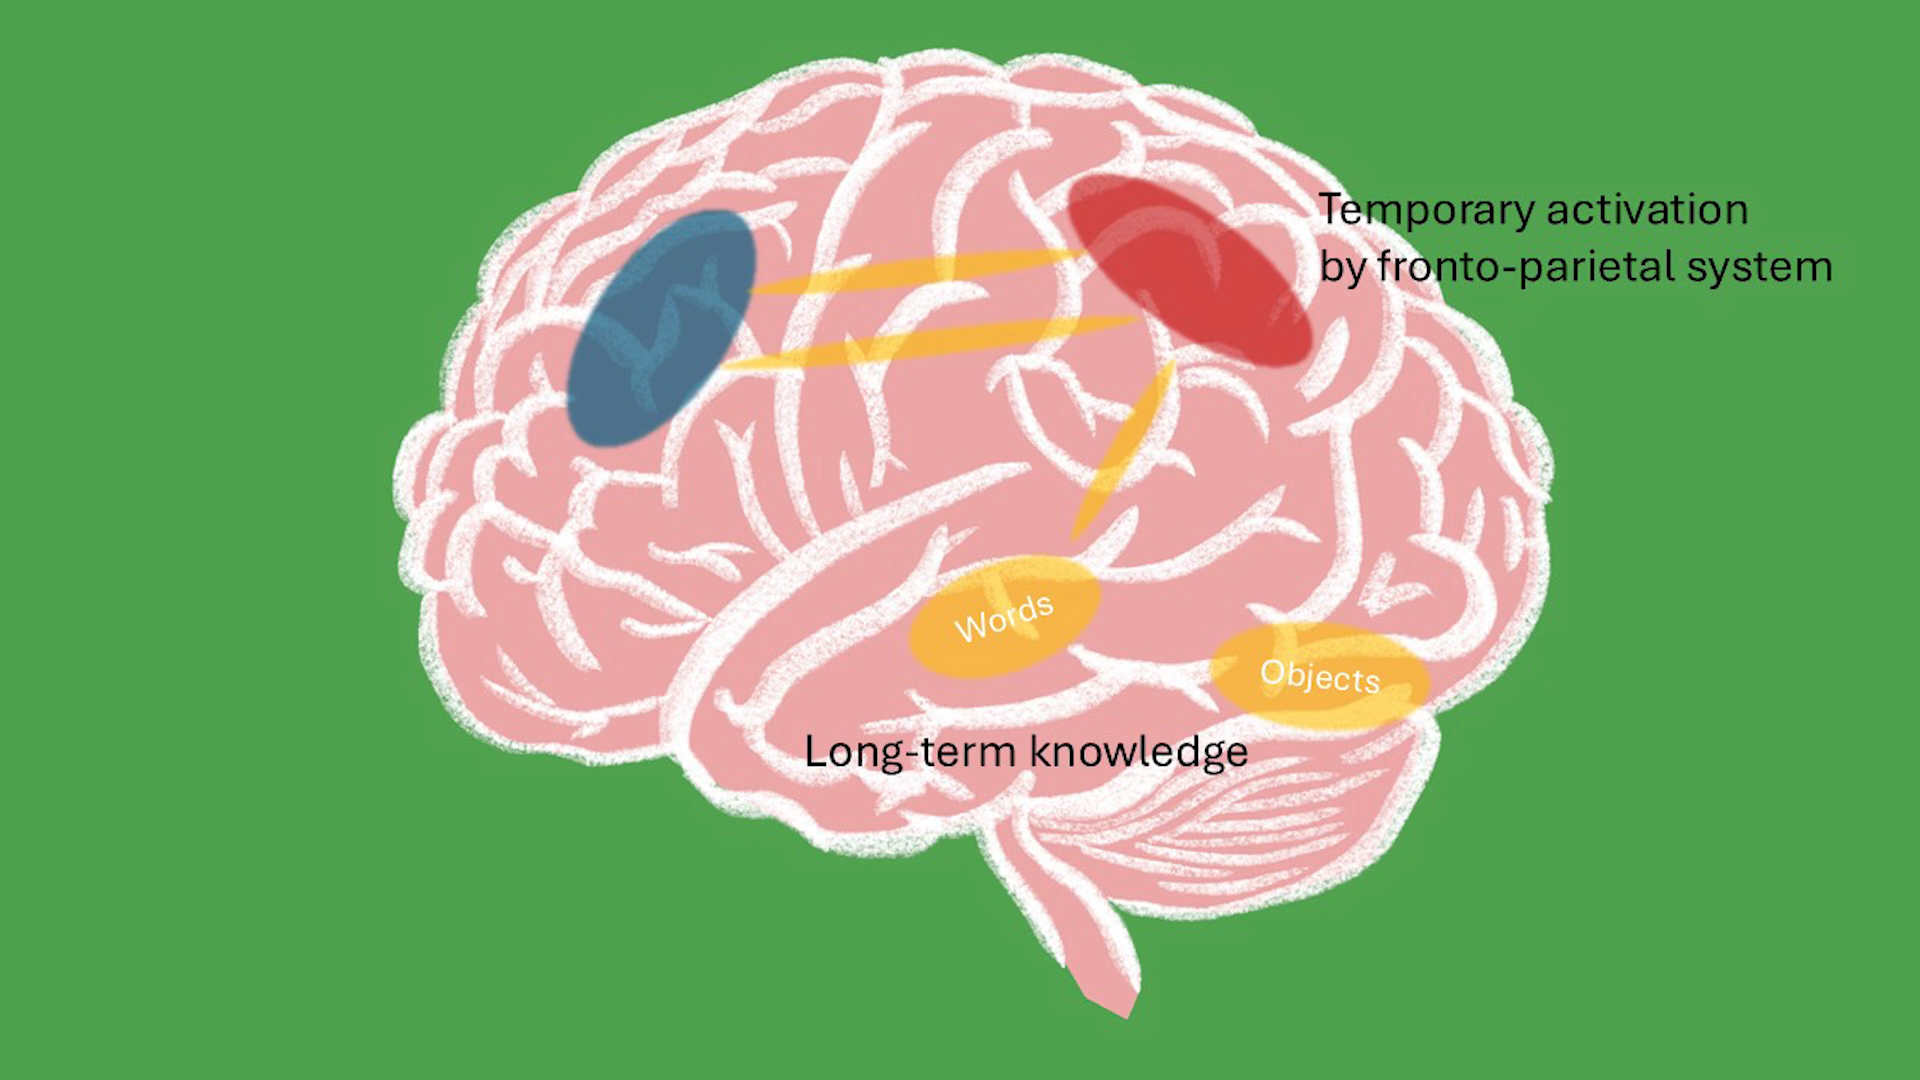 Temporary activation
by fronto-parietal system
Words
Objects
Long-term knowledge